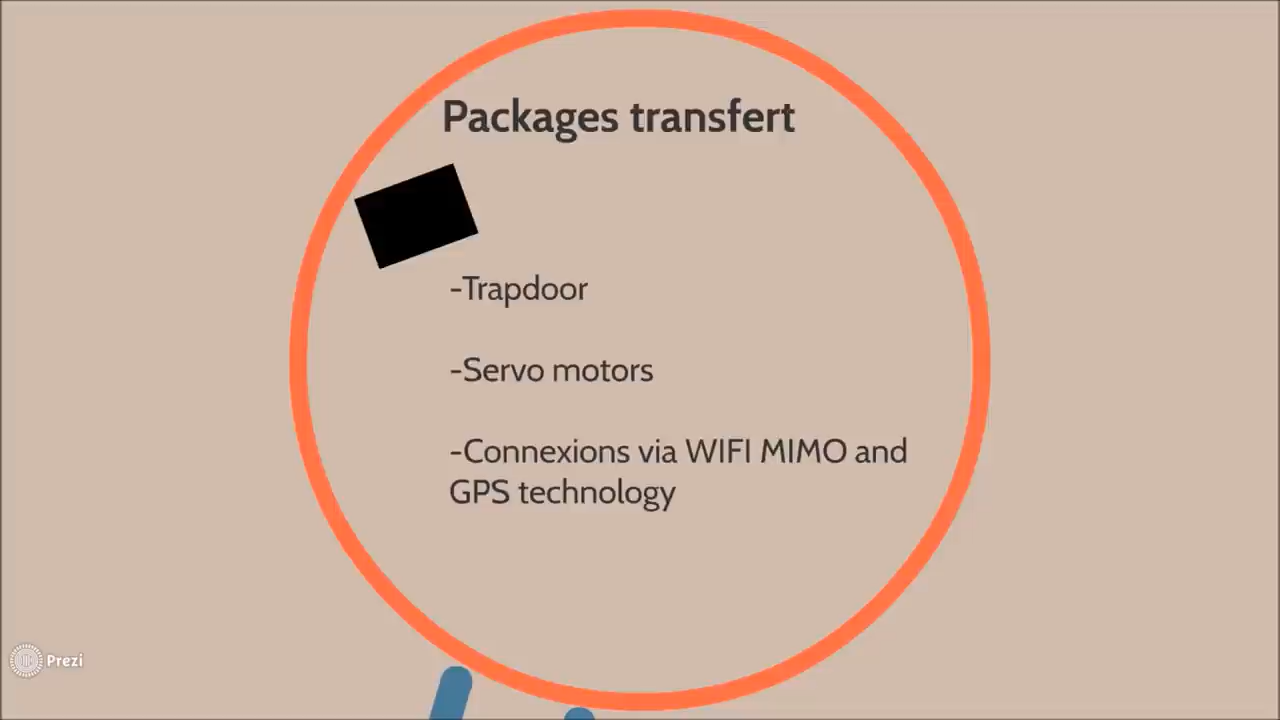 Packages transfert
-Trapdoor
-Servo motors
-Connexions via WIFI MIMO and
GPS technology
Prezi